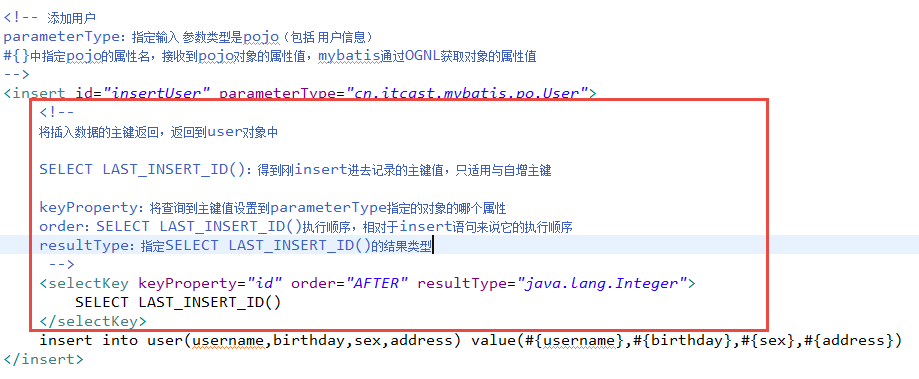 <!-- 添加用户
parameterType：指定输入 参数类型是pojo（包括 用户信息）
#{}中指定pojo的属性名，接收到pojo对象的属性值，mybatis通过OGNL获取对象的属性值
-->
<insert id="insertUser" parameterType="cn.itcast.mybatis.po.User">
<!--
将插入数据的主键返回，返回到user对象中
SELECT LAST_INSERT_ID()：得到刚insert进去记录的主键值，只适用与自增主键
keyProperty：将查询到主键值设置到parameterType指定的对象的哪个属性
order：SELECT LAST_INSERT_ID()执行顺序，相对于insert语句来说它的执行顺序
resultType：指定SELECT LAST_INSERT_ID()的结果类型
-->
<selectKey keyProperty="id" order="AFTER" resultType="java.lang.Integer">
SELECT LAST_INSERT_ID()
</selectKey>
insert into user(username,birthday,sex,address) value(#{username},#{birthday},#{sex},#{address})
</insert>